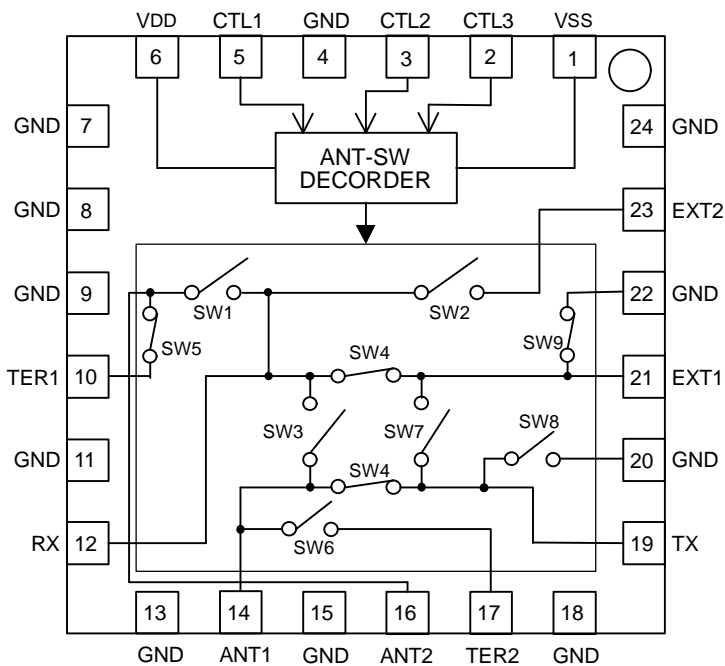 VDD CTL1 GND CTL2 CTL3 VSS
6 5 4 3 2 1
GND 7
24 GND
ANT-SW
DECORDER
GND 8
23 EXT2
GND 9
22 GND
SW1
SW2
SW5
SW9
SW4
TER1 10
21 EXT1
SW3
SW7
SW8
GND 11
20 GND
SW4
RX 12
19 TX
SW6
13 14 15 16 17 18
GND ANT1 GND ANT2 TER2 GND